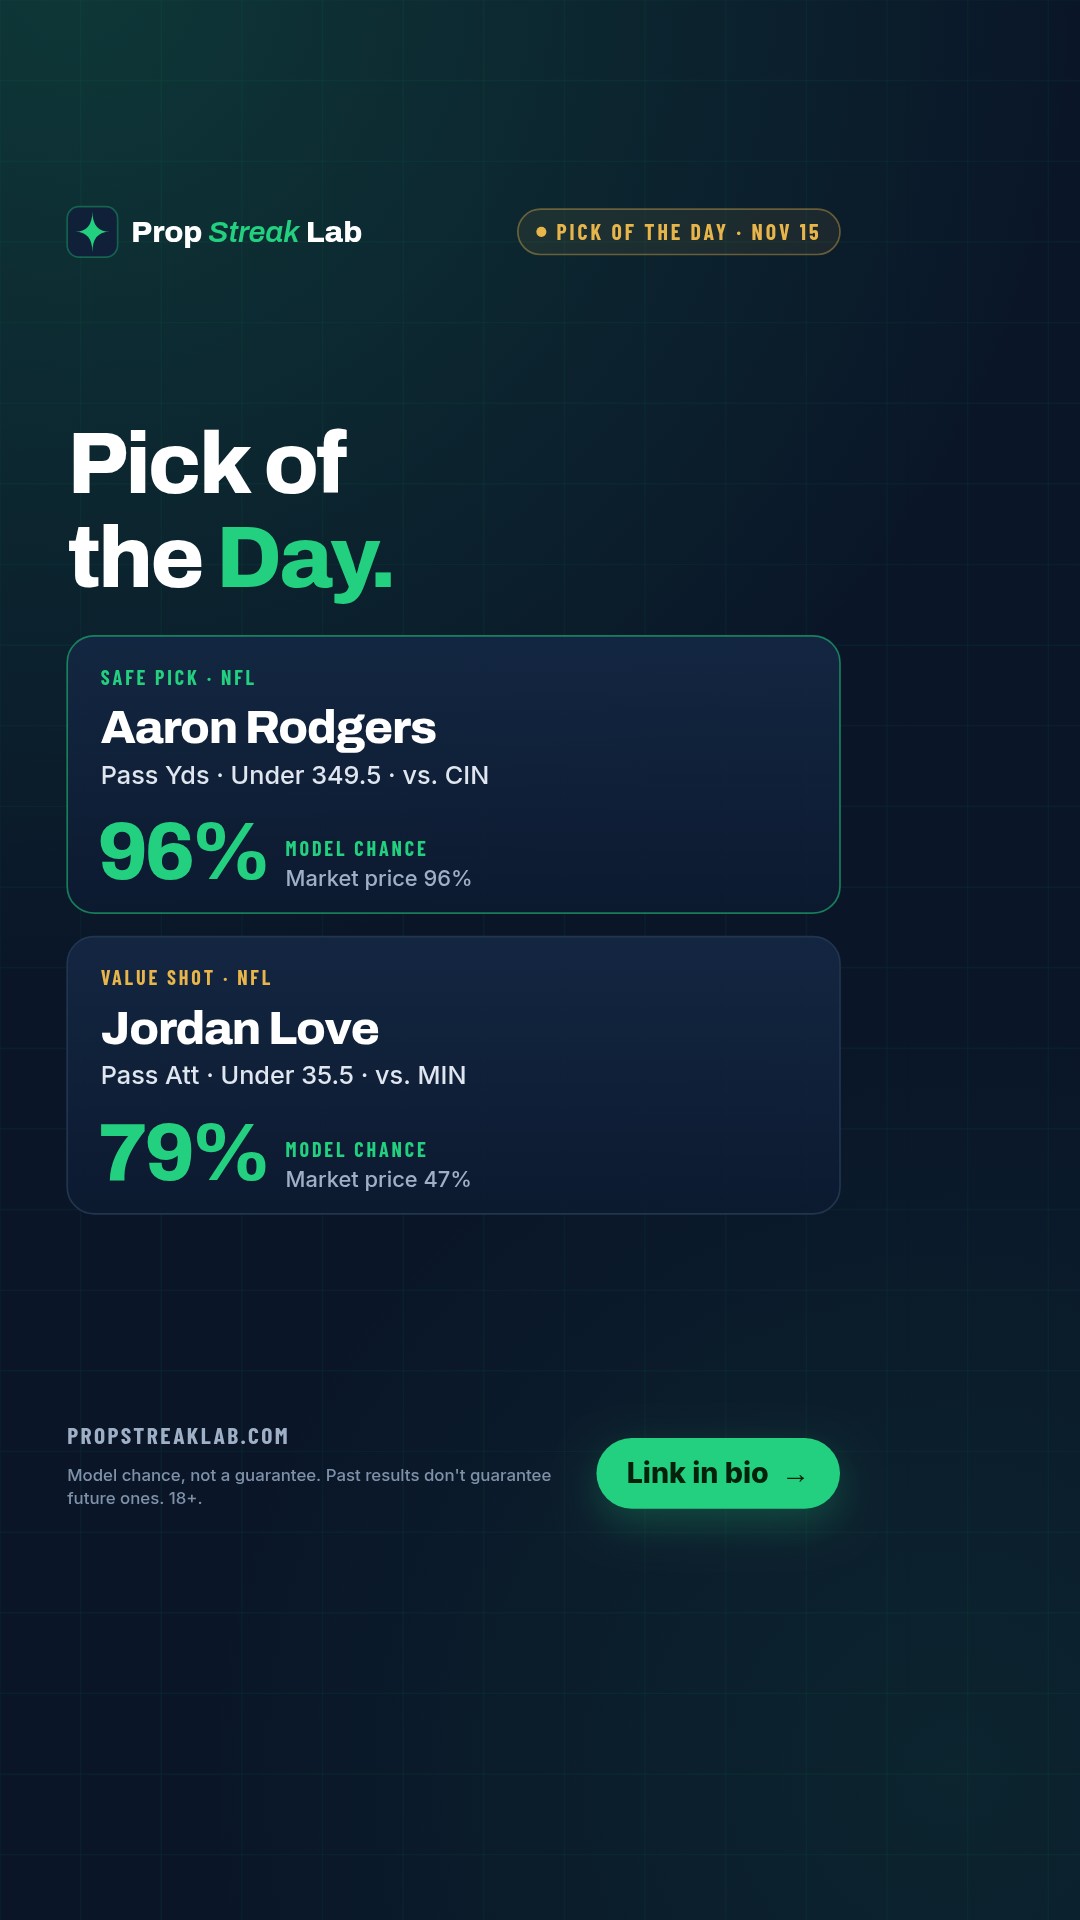 Prop Streak Lab
PICK OF THE DAY · NOV 15
Pick of
the Day.
SAFE PICK · NFL
Aaron Rodgers
Pass Yds · Under 349.5 · vs. CIN
96%
MODEL CHANCE
Market price 96%
VALUE SHOT · NFL
Jordan Love
Pass Att · Under 35.5 · vs. MIN
79%
MODEL CHANCE
Market price 47%
PROPSTREAKLAB.COM
Model chance, not a guarantee. Past results don't guarantee
future ones. 18+.
Link in bio →